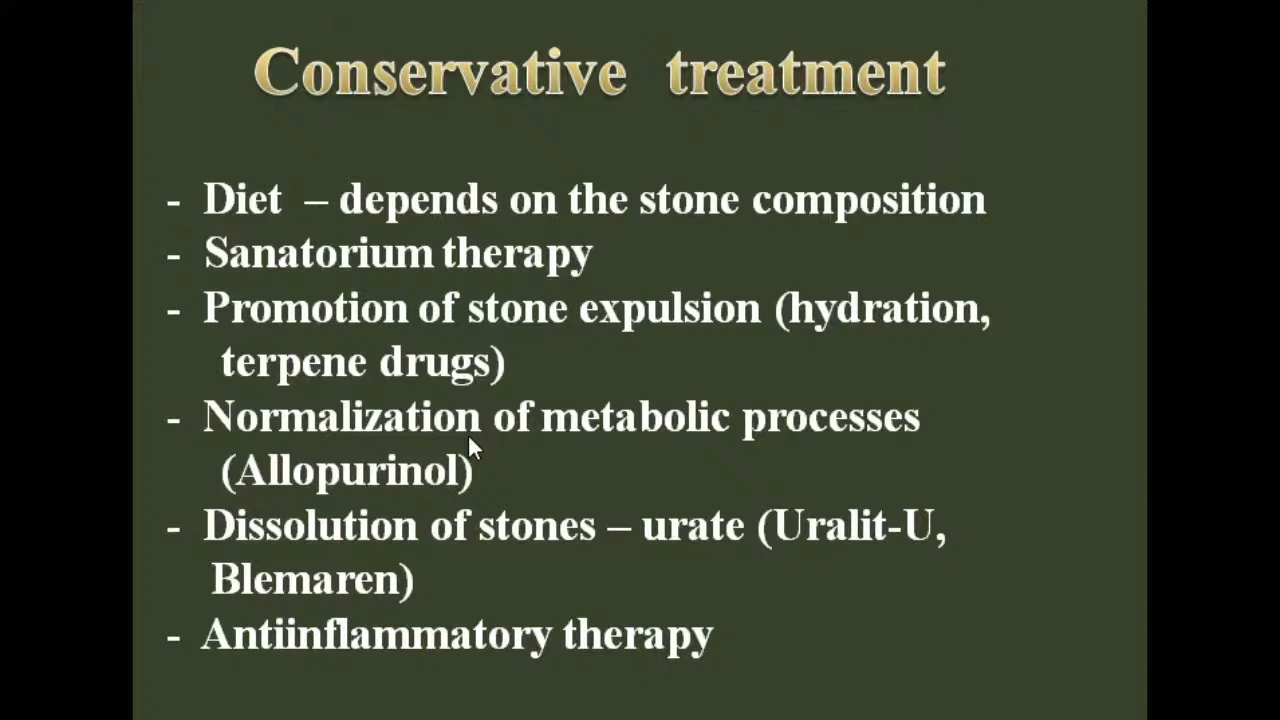 Conservative treatment
- Diet – depends on the stone composition
- Sanatorium therapy
- Promotion of stone expulsion (hydration,
terpene drugs)
- Normalization of metabolic processes
(Allopurinol)
- Dissolution of stones – urate (Uralit-U,
Blemaren)
- Antiinflammatory therapy